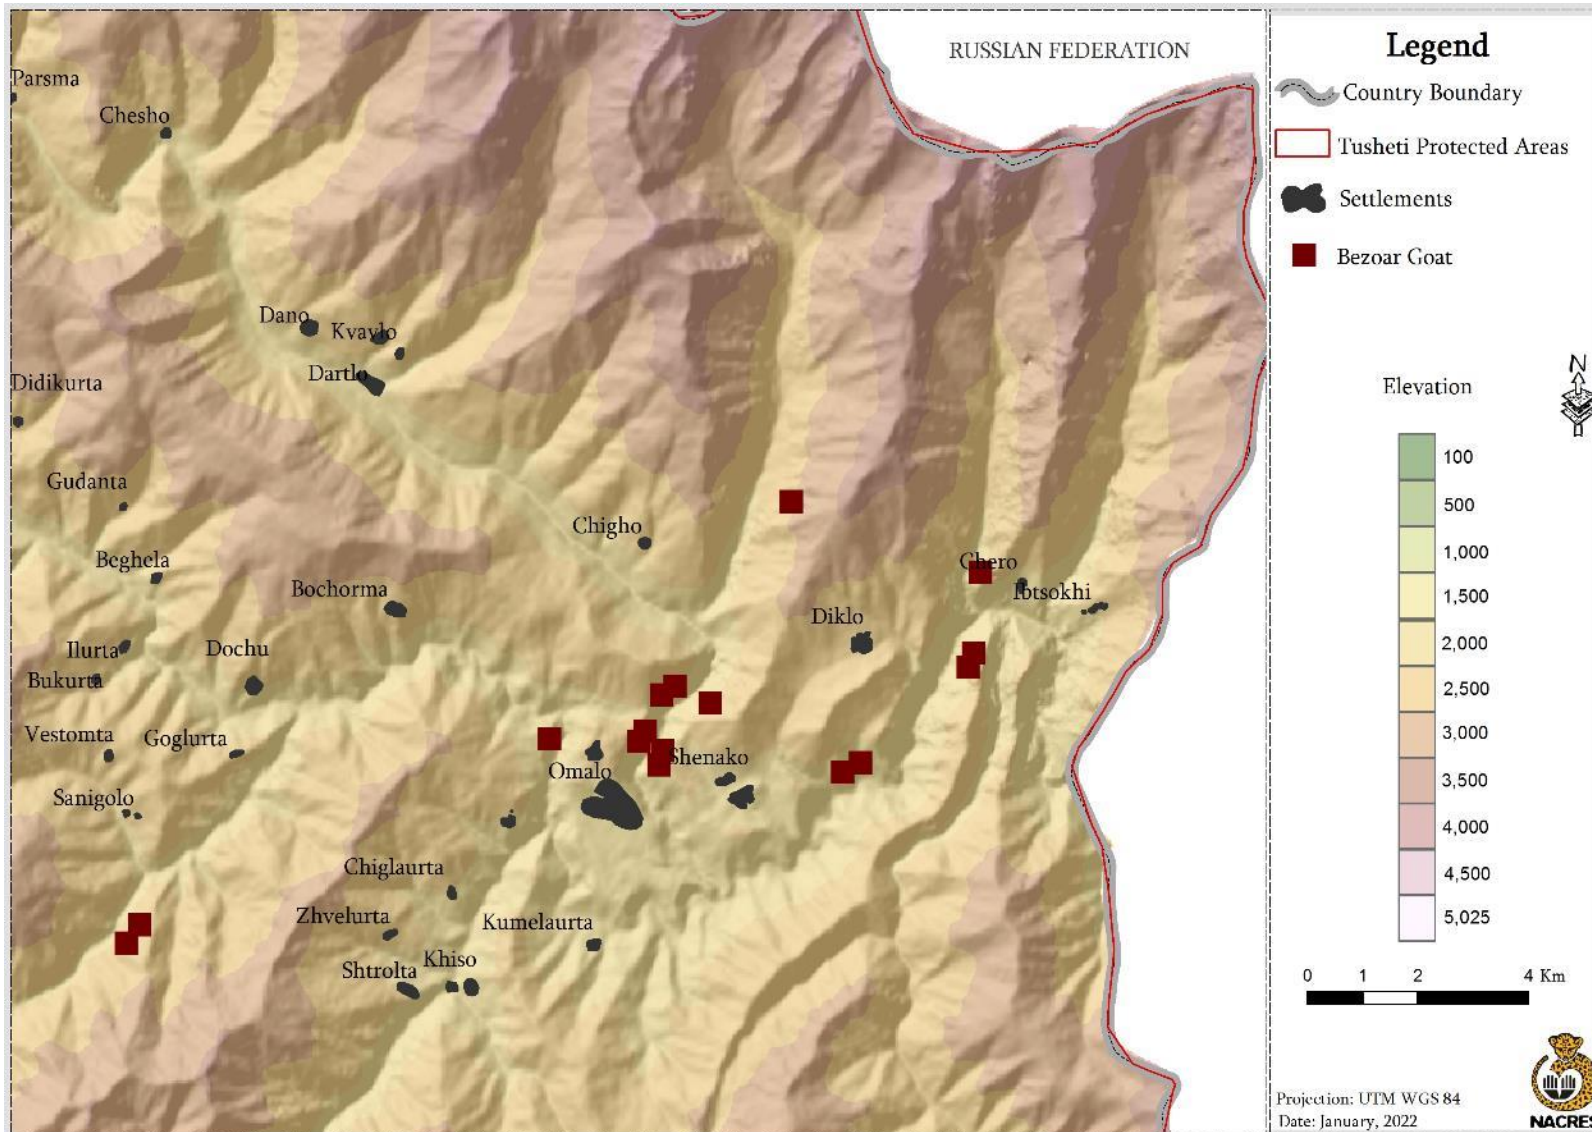 RUSSIAN FEDERATION
Parsma
Chesho
Dano
Kvavlo
Dartlo
Didikurta
Gudanta
Chigho
Beghela
Bochorma
Chero
Ibtsokhi
Diklo
Ilurta
Dochu
Bukurta
Vestomta
Goglurta
Shenako
Omalo
Sanigolo
Chiglaurta
Zhvelurta
Kumelaurta
Shtrolta
Khiso
Legend
Country Boundary
Tusheti Protected Areas
Settlements
Bezoar Goat
N
Elevation
100
500
1,000
1,500
2,000
2,500
3,000
3,500
4,000
4,500
5,025
0 1 2 4 Km
Projection: UTM WGS 84
Date: January, 2022
NACRES